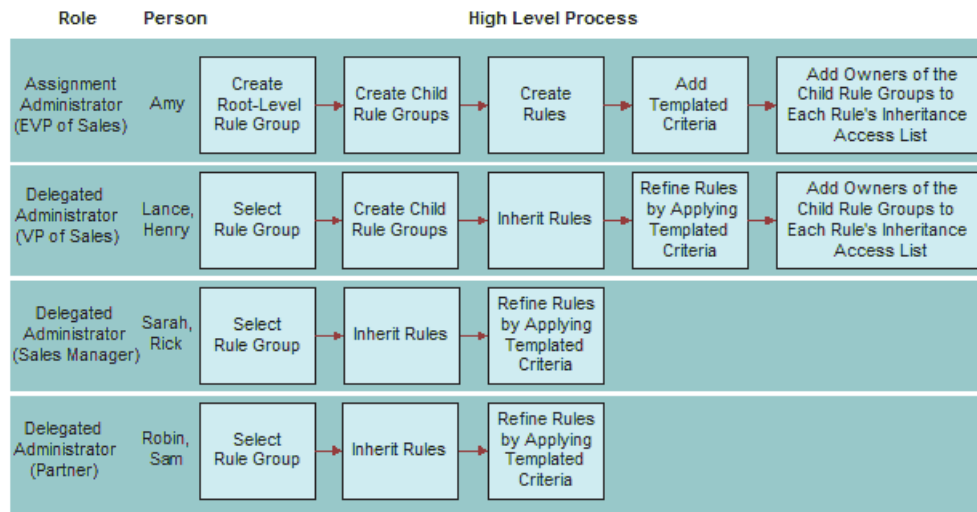 Role Person High Level Process
Assignment
Administrator
(EVP of Sales)
Amy
Create
Root-Level
Rule Group
Create Child
Rule Groups
Create
Rules
Add
Templated
Criteria
Add Owners of the
Child Rule Groups to
Each Rule's Inheritance
Access List
Delegated
Administrator
(VP of Sales)
Lance,
Henry
Select
Rule Group
Create Child
Rule Groups
Inherit Rules
Refine Rules
by Applying
Templated
Criteria
Add Owners of the
Child Rule Groups to
Each Rule's Inheritance
Access List
Delegated
Administrator
(Sales Manager)
Sarah,
Rick
Select
Rule Group
Inherit Rules
Refine Rules
by Applying
Templated
Criteria
Delegated
Administrator
(Partner)
Robin,
Sam
Select
Rule Group
Inherit Rules
Refine Rules
by Applying
Templated
Criteria